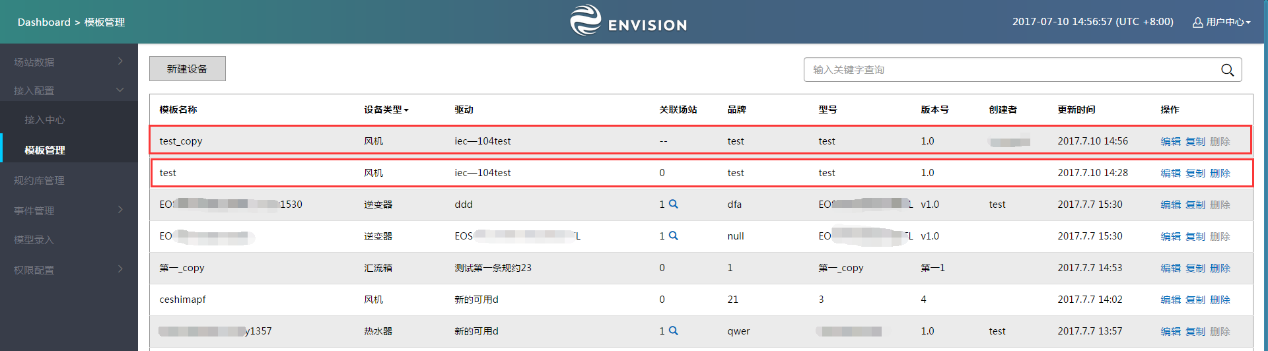 Dashboard > 模板管理
ENVISION
2017-07-10 14:56:57 (UTC +8:00) 用户中心
场站数据
接入配置
接入中心
模板管理
规约库管理
事件管理
模型录入
权限配置
新建设备
输入关键字查询
模板名称 设备类型 驱动 关联场站 品牌 型号 版本号 创建者 更新时间 操作
test_copy 风机 iec—104test -- test test 1.0 2017.7.10 14:56 编辑 复制 删除
test 风机 iec—104test 0 test test 1.0 2017.7.10 14:28 编辑 复制 删除
EOS 1530 逆变器 ddd 1 dfa EOS L v1.0 test 2017.7.7 15:30 编辑 复制 删除
EO 逆变器 EOS TL 1 null EO FL v1.0 2017.7.7 15:30 编辑 复制 删除
第一_copy 汇流箱 测试第一条规约23 0 1 第一_copy 第一1 2017.7.7 14:53 编辑 复制 删除
ceshimapf 风机 新的可用d 0 21 3 4 2017.7.7 14:02 编辑 复制 删除
y1357 热水器 新的可用d 1 qwer 1.0 test 2017.7.7 13:57 编辑 复制 删除